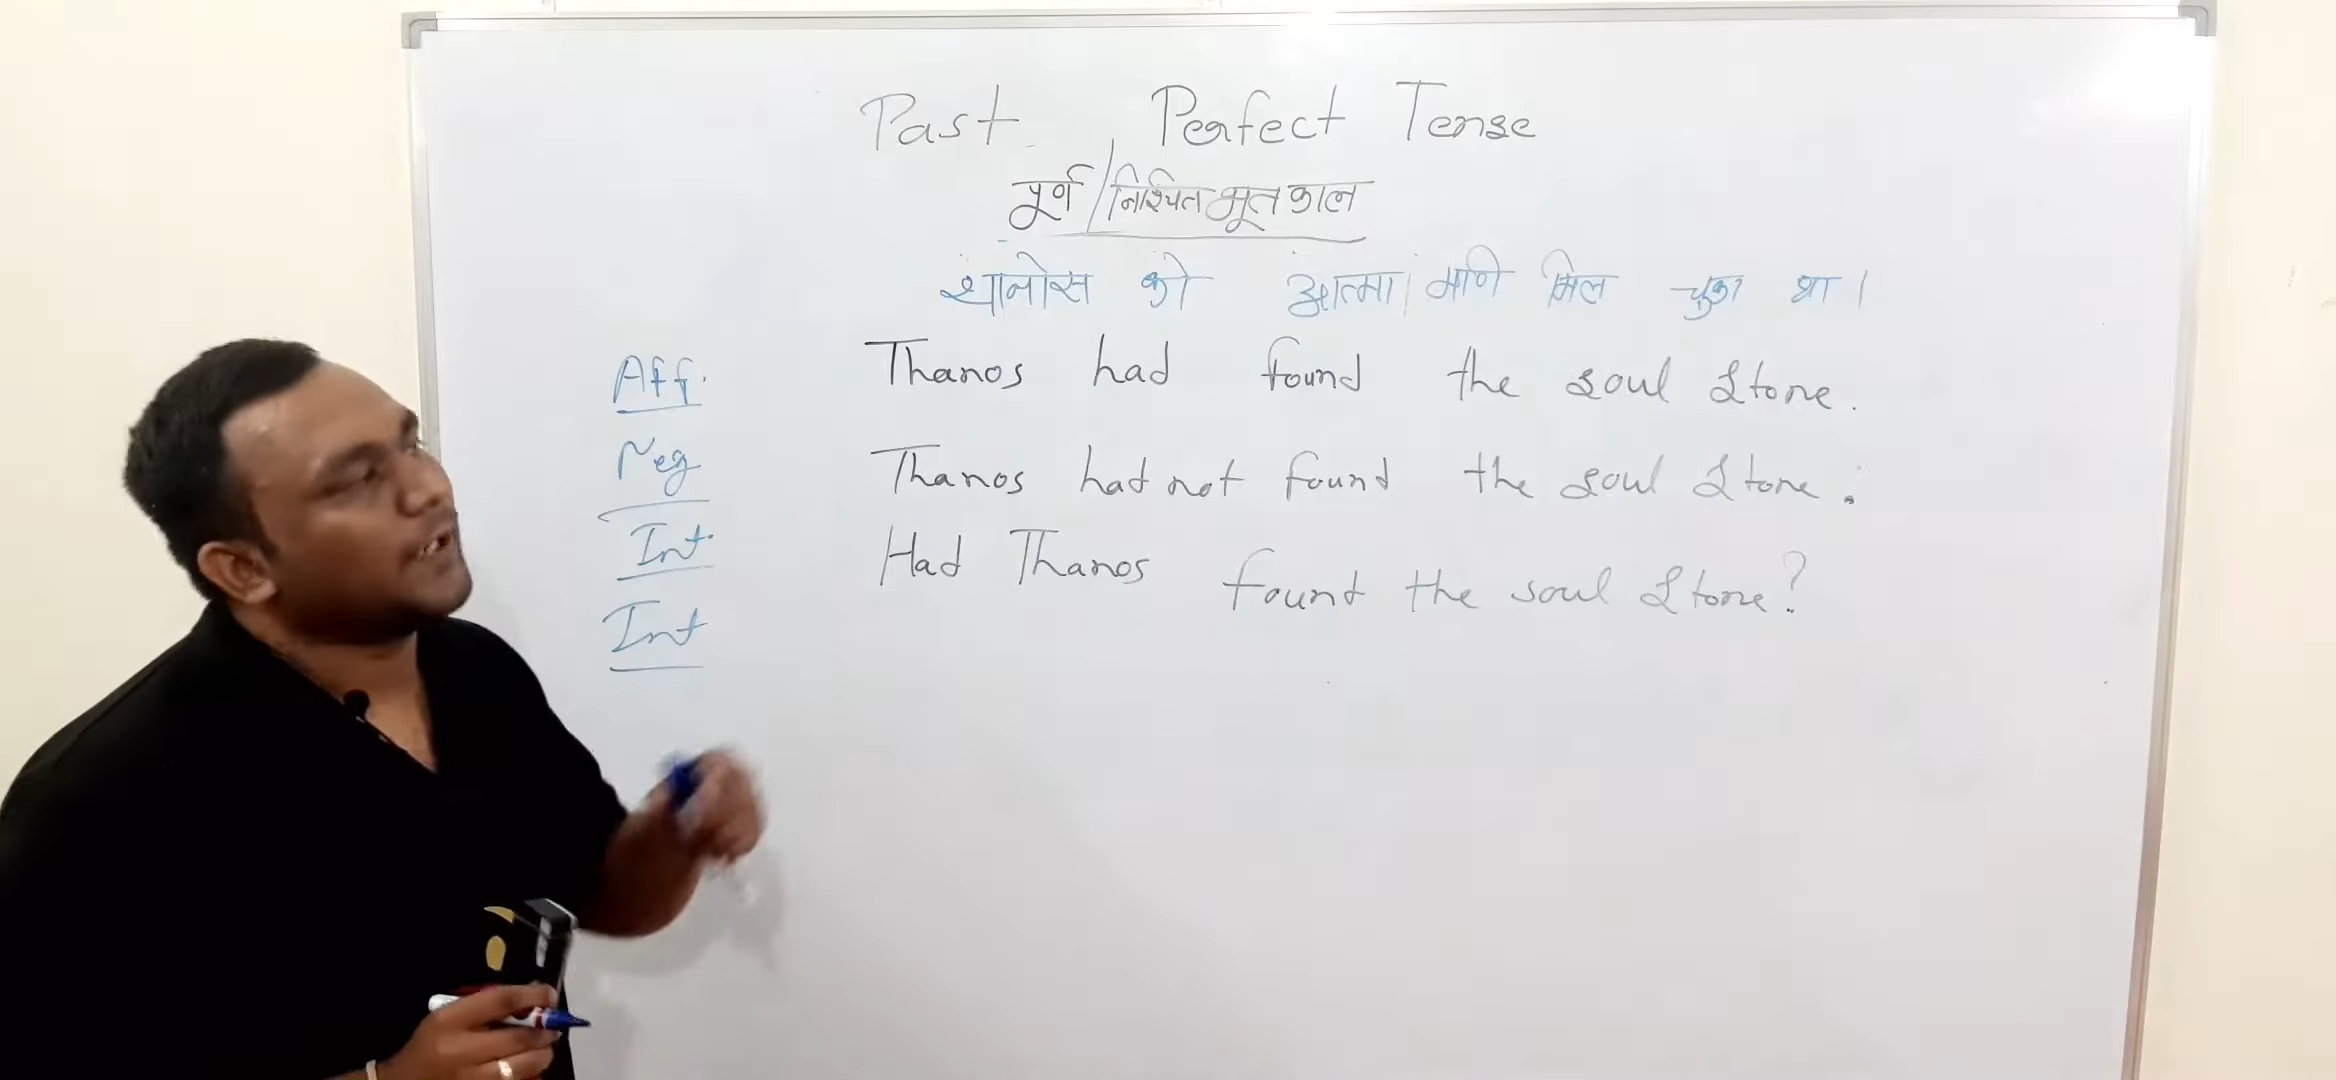 Past Perfect Tense
पूर्ण/निश्चित भूतकाल
थानोस को आत्मा मणि मिल चुका था।
Aff. Thanos had found the soul Stone.
Neg Thanos had not found the soul Stone.
Int. Had Thanos found the soul Stone?
Int